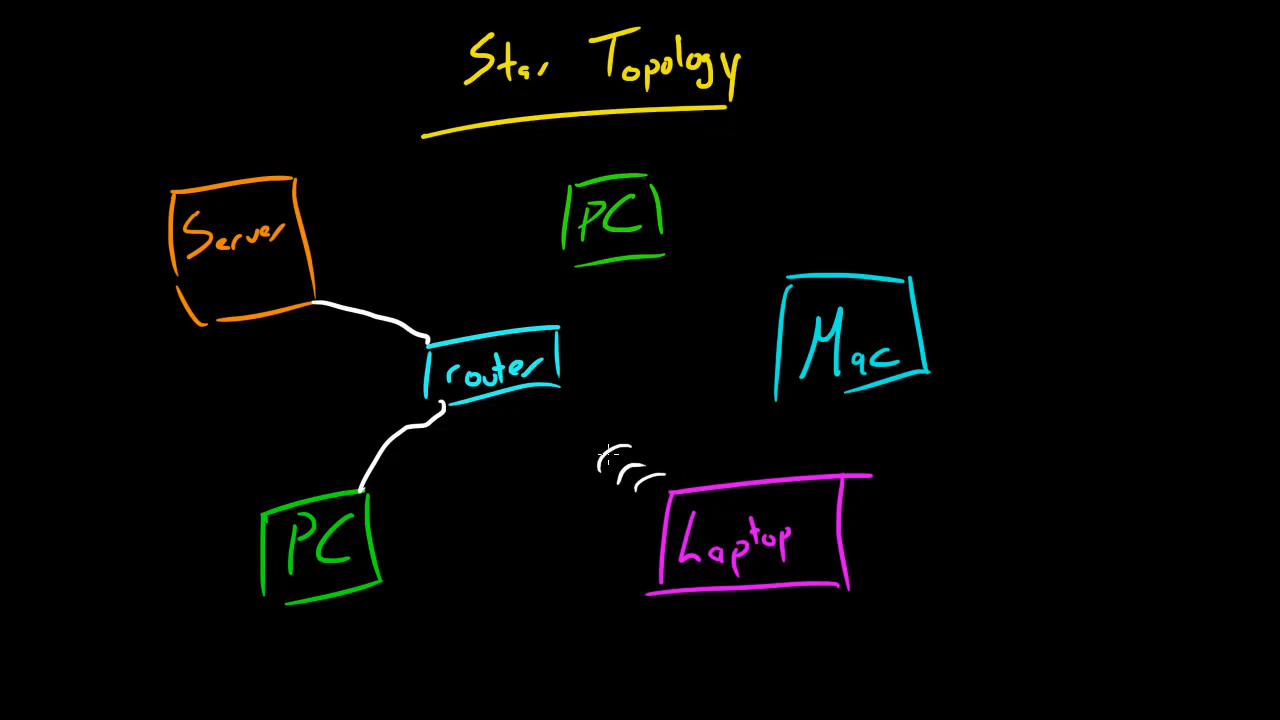 Star Topology
PC
Server
Mac
router
PC
Laptop